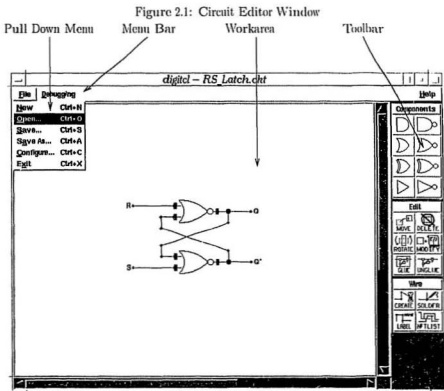 Figure 2.1: Circuit Editor Window
Pull Down Menu Menu Bar Workarea Toolbar
digitcl – RS_Latch.ckt
File Debugging Help
New Ctrl+N
Open... Ctrl+O
Save... Ctrl+S
Save As... Ctrl+A
Configure... Ctrl+C
Exit Ctrl+X
Components
R Q
S Q'
Edit
MOVE DELETE
ROTATE MODIFY
GLUE UNGLUE
Wire
CREATE SOLDER
LABEL